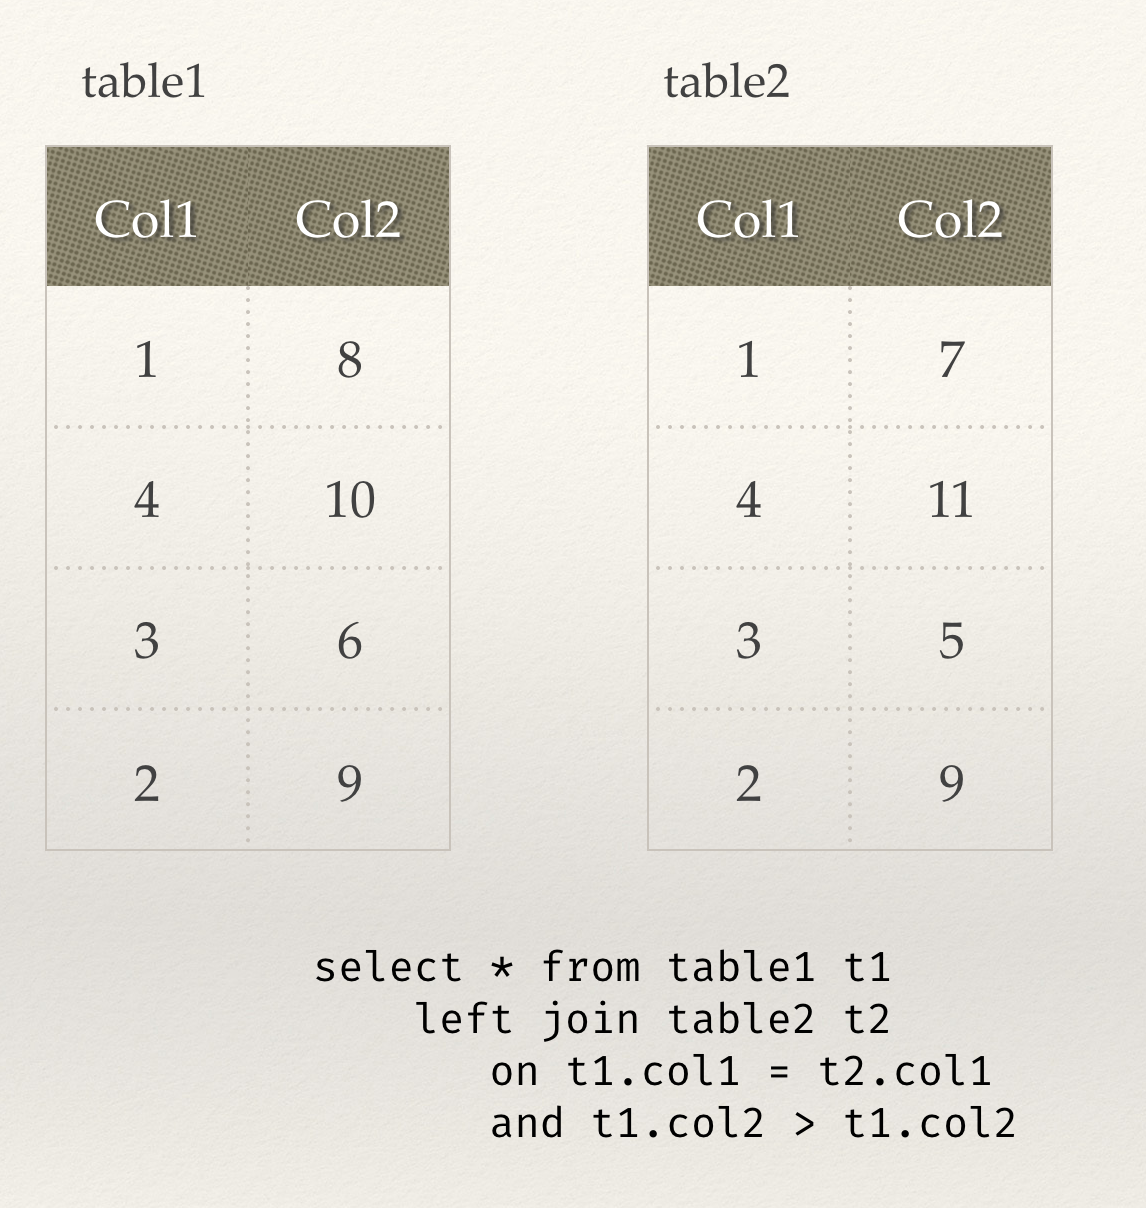 table1
Col1 Col2
1 8
4 10
3 6
2 9
table2
Col1 Col2
1 7
4 11
3 5
2 9
select * from table1 t1
left join table2 t2
on t1.col1 = t2.col1
and t1.col2 > t1.col2